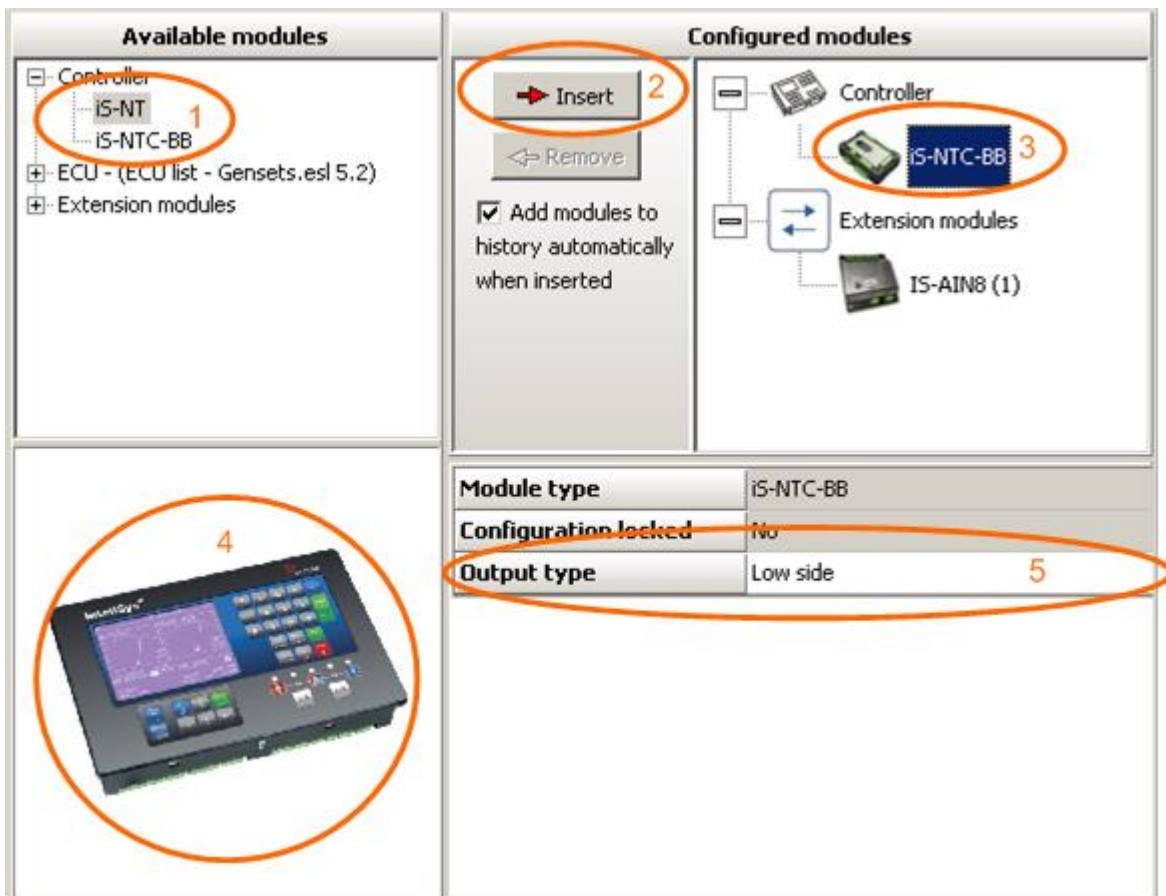 Available modules
Controller
iS-NT
1
iS-NTC-BB
ECU - (ECU list - Gensets.esl 5.2)
Extension modules
Configured modules
Insert
2
Remove
Add modules to
history automatically
when inserted
Controller
iS-NTC-BB
3
Extension modules
IS-AIN8 (1)
4
IntelliSys
Module type iS-NTC-BB
Configuration locked No
Output type Low side
5